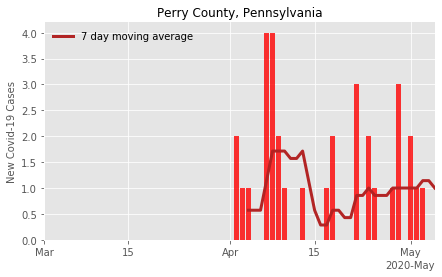 Perry County, Pennsylvania
7 day moving average
New Covid-19 Cases
4.0
3.5
3.0
2.5
2.0
1.5
1.0
0.5
0.0
Mar 15 Apr 15 May
2020-May